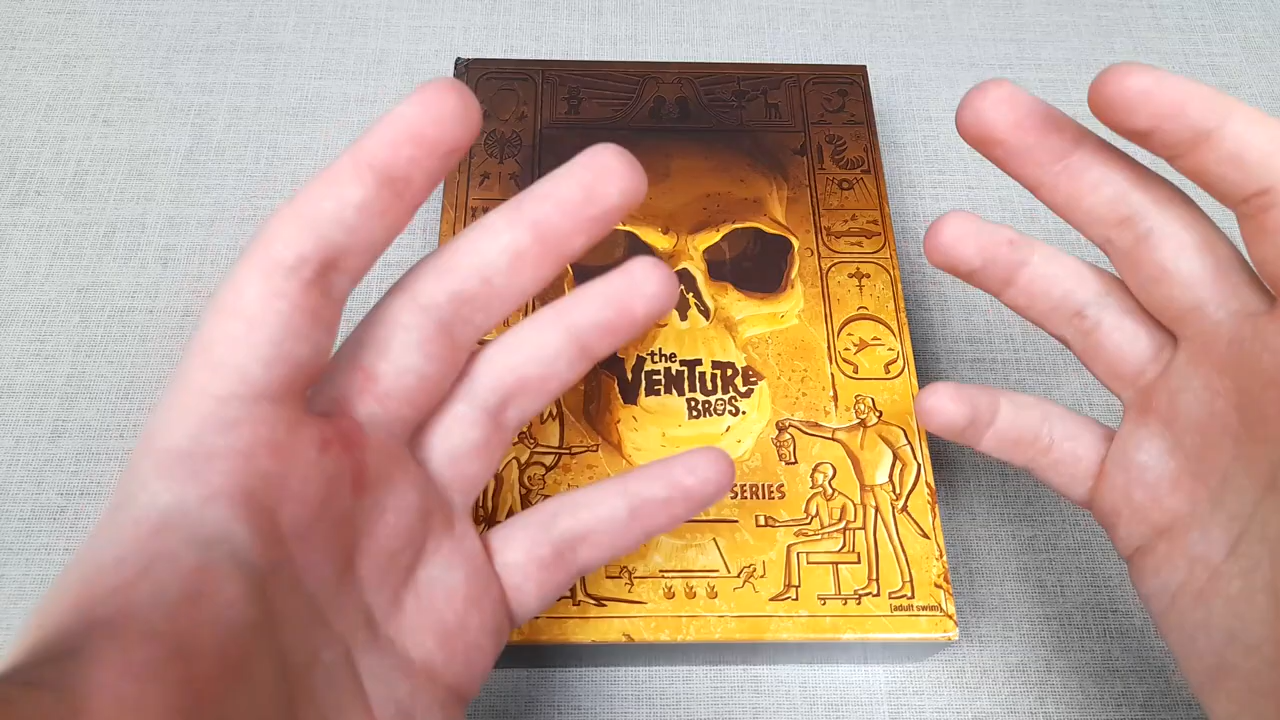 the
VENTURE
BROS.
SERIES
[adult swim]